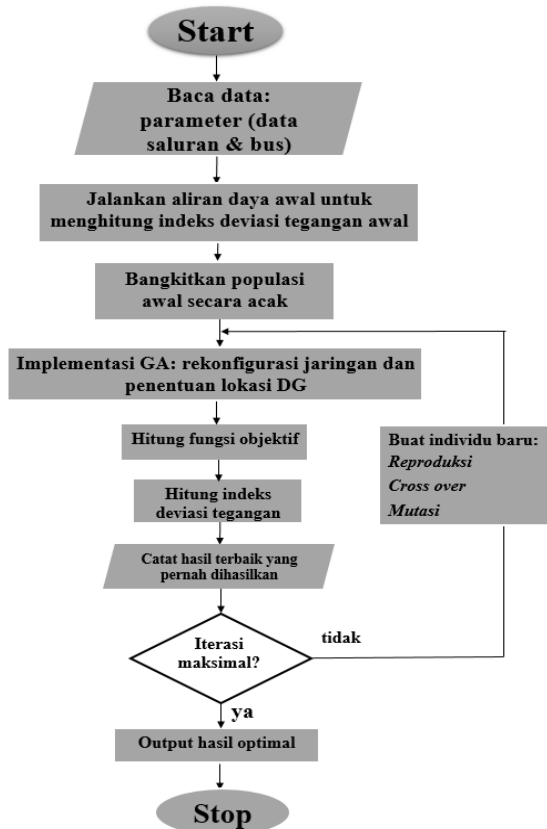 Start
Baca data:
parameter (data
saluran & bus)
Jalankan aliran daya awal untuk
menghitung indeks deviasi tegangan awal
Bangkitkan populasi
awal secara acak
Implementasi GA: rekonfigurasi jaringan dan
penentuan lokasi DG
Hitung fungsi objektif
Hitung indeks
deviasi tegangan
Catat hasil terbaik yang
pernah dihasilkan
Iterasi
maksimal?
tidak
Buat individu baru:
Reproduksi
Cross over
Mutasi
ya
Output hasil optimal
Stop